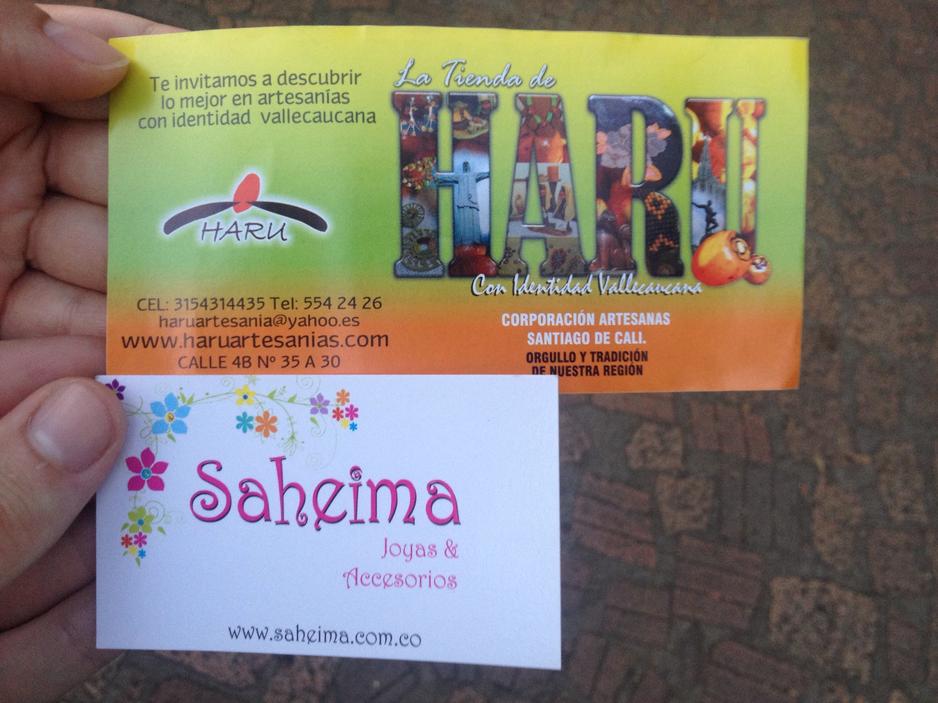 Te invitamos a descubrir
lo mejor en artesanías
con identidad vallecaucana
HARU
CEL: 3154314435 Tel: 554 24 26
haruartesania@yahoo.es
www.haruartesanias.com
CALLE 4B Nº 35 A 30
La Tienda de
HARU
Con Identidad Vallecaucana
CORPORACIÓN ARTESANAS
SANTIAGO DE CALI.
ORGULLO Y TRADICIÓN
DE NUESTRA REGIÓN
Saheima
Joyas &
Accesorios
www.saheima.com.co